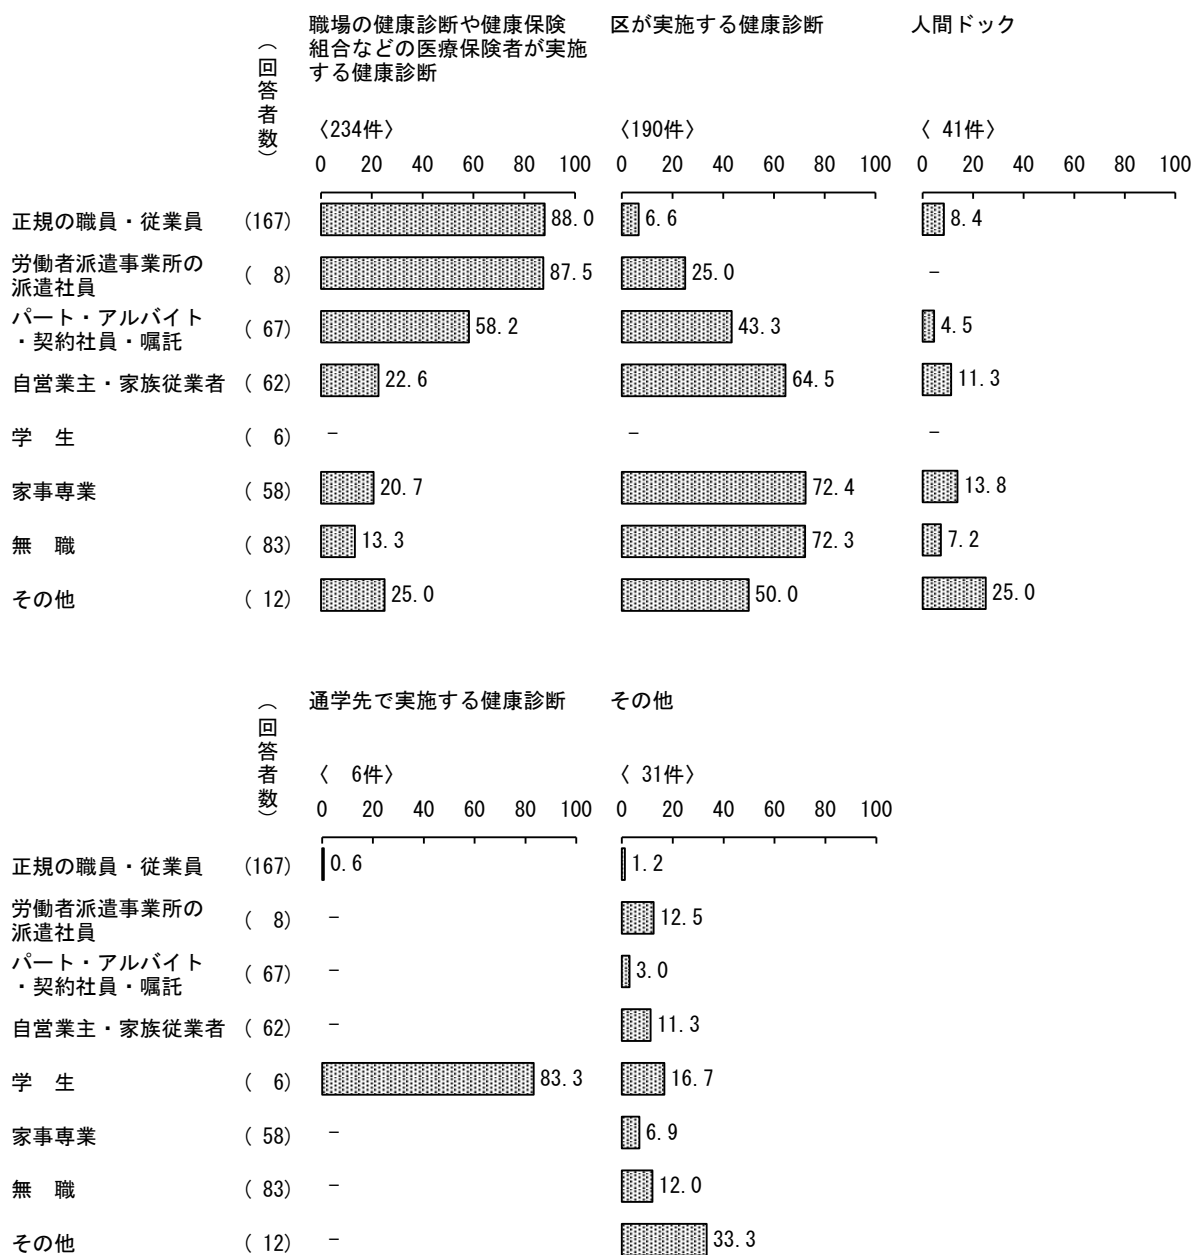 職場の健康診断や健康保険 区が実施する健康診断 人間ドック
組合などの医療保険者が実施
する健康診断
（回答者数）
〈234件〉 〈190件〉 〈 41件〉
0 20 40 60 80 100 0 20 40 60 80 100 0 20 40 60 80 100
正規の職員・従業員 (167) 88.0 6.6 8.4
労働者派遣事業所の
派遣社員 ( 8) 87.5 25.0 －
パート・アルバイト
・契約社員・嘱託 ( 67) 58.2 43.3 4.5
自営業主・家族従業者 ( 62) 22.6 64.5 11.3
学 生 ( 6) － － －
家事専業 ( 58) 20.7 72.4 13.8
無 職 ( 83) 13.3 72.3 7.2
その他 ( 12) 25.0 50.0 25.0
通学先で実施する健康診断 その他
（回答者数）
〈 6件〉 〈 31件〉
0 20 40 60 80 100 0 20 40 60 80 100
正規の職員・従業員 (167) 0.6 1.2
労働者派遣事業所の
派遣社員 ( 8) － 12.5
パート・アルバイト
・契約社員・嘱託 ( 67) － 3.0
自営業主・家族従業者 ( 62) － 11.3
学 生 ( 6) 83.3 16.7
家事専業 ( 58) － 6.9
無 職 ( 83) － 12.0
その他 ( 12) － 33.3